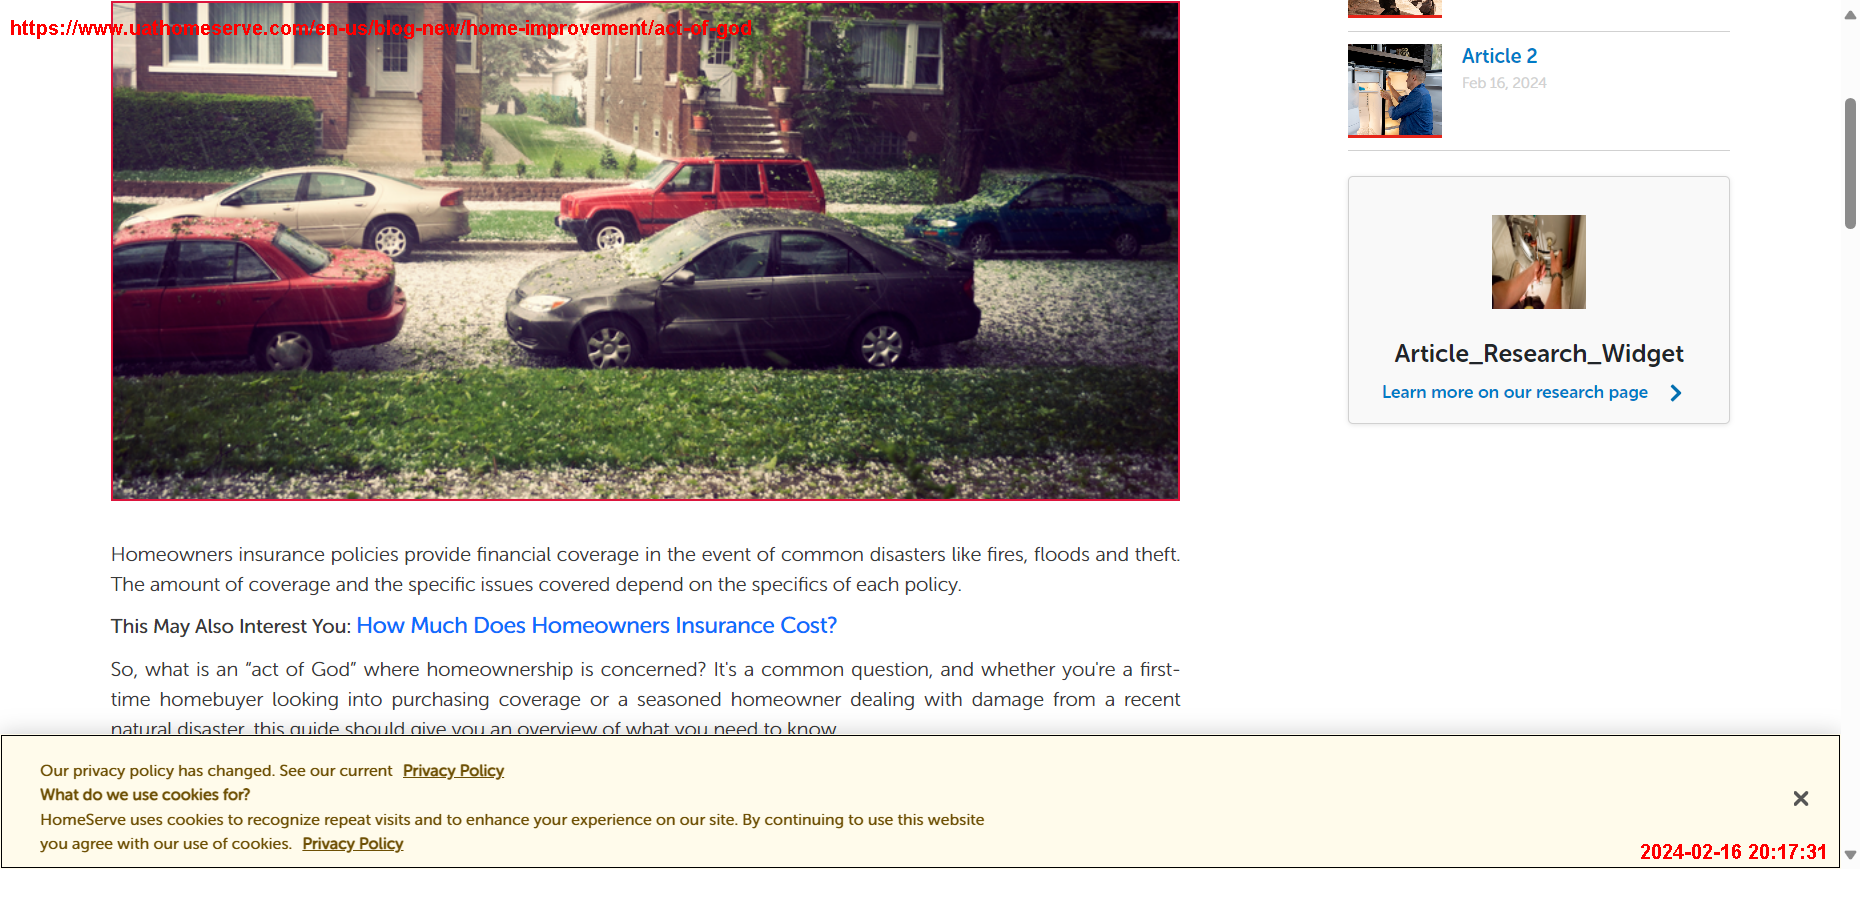 https://www.uathomeserve.com/en-us/blog-new/home-improvement/act-of-god
Article 2
Feb 16, 2024
Article_Research_Widget
Learn more on our research page
Homeowners insurance policies provide financial coverage in the event of common disasters like fires, floods and theft.
The amount of coverage and the specific issues covered depend on the specifics of each policy.
This May Also Interest You: How Much Does Homeowners Insurance Cost?
So, what is an “act of God” where homeownership is concerned? It's a common question, and whether you're a first-
time homebuyer looking into purchasing coverage or a seasoned homeowner dealing with damage from a recent
natural disaster, this guide should give you an overview of what you need to know.
Our privacy policy has changed. See our current Privacy Policy
What do we use cookies for?
HomeServe uses cookies to recognize repeat visits and to enhance your experience on our site. By continuing to use this website
you agree with our use of cookies. Privacy Policy
2024-02-16 20:17:31